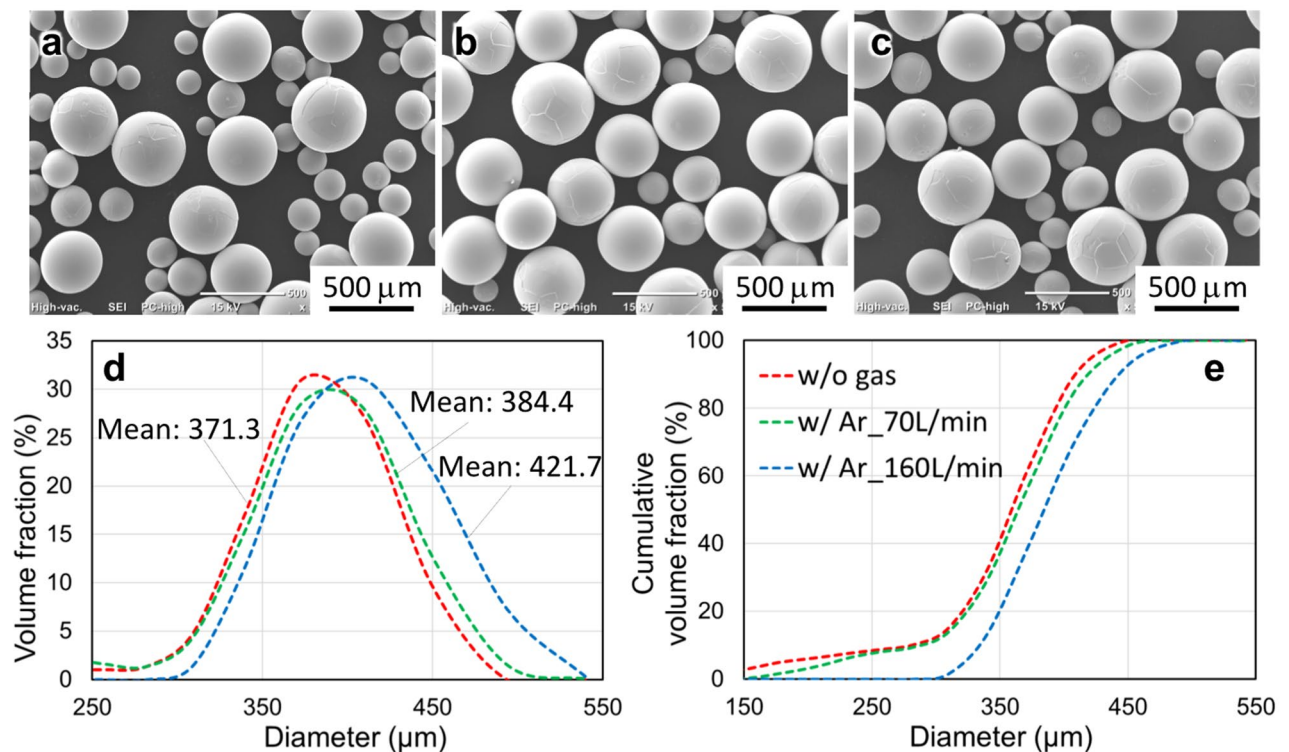 a
b
c
High-vac. SEI PC-high 15 kV 500 x
500 μm
High-vac. SEI PC-high 15 kV 500 x
500 μm
High-vac. SEI PC-high 15 kV 500 x
500 μm
d
Volume fraction (%)
35
30
25
20
15
10
5
0
Mean: 371.3
Mean: 384.4
Mean: 421.7
250 350 450 550
Diameter (μm)
e
Cumulative
volume fraction (%)
100
80
60
40
20
0
w/o gas
w/ Ar_70L/min
w/ Ar_160L/min
150 250 350 450 550
Diameter (μm)